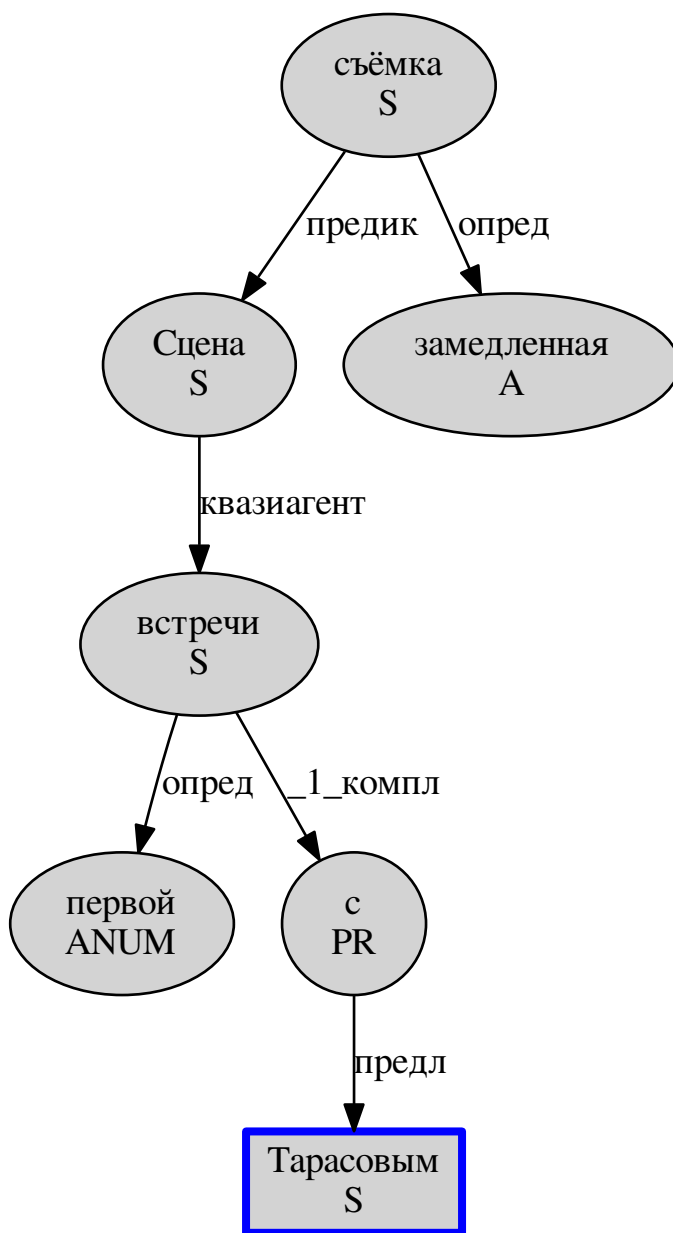 съёмка
S
предик
опред
Сцена
S
замедленная
A
квазиагент
встречи
S
опред
_1_компл
первой
ANUM
с
PR
предл
Тарасовым
S